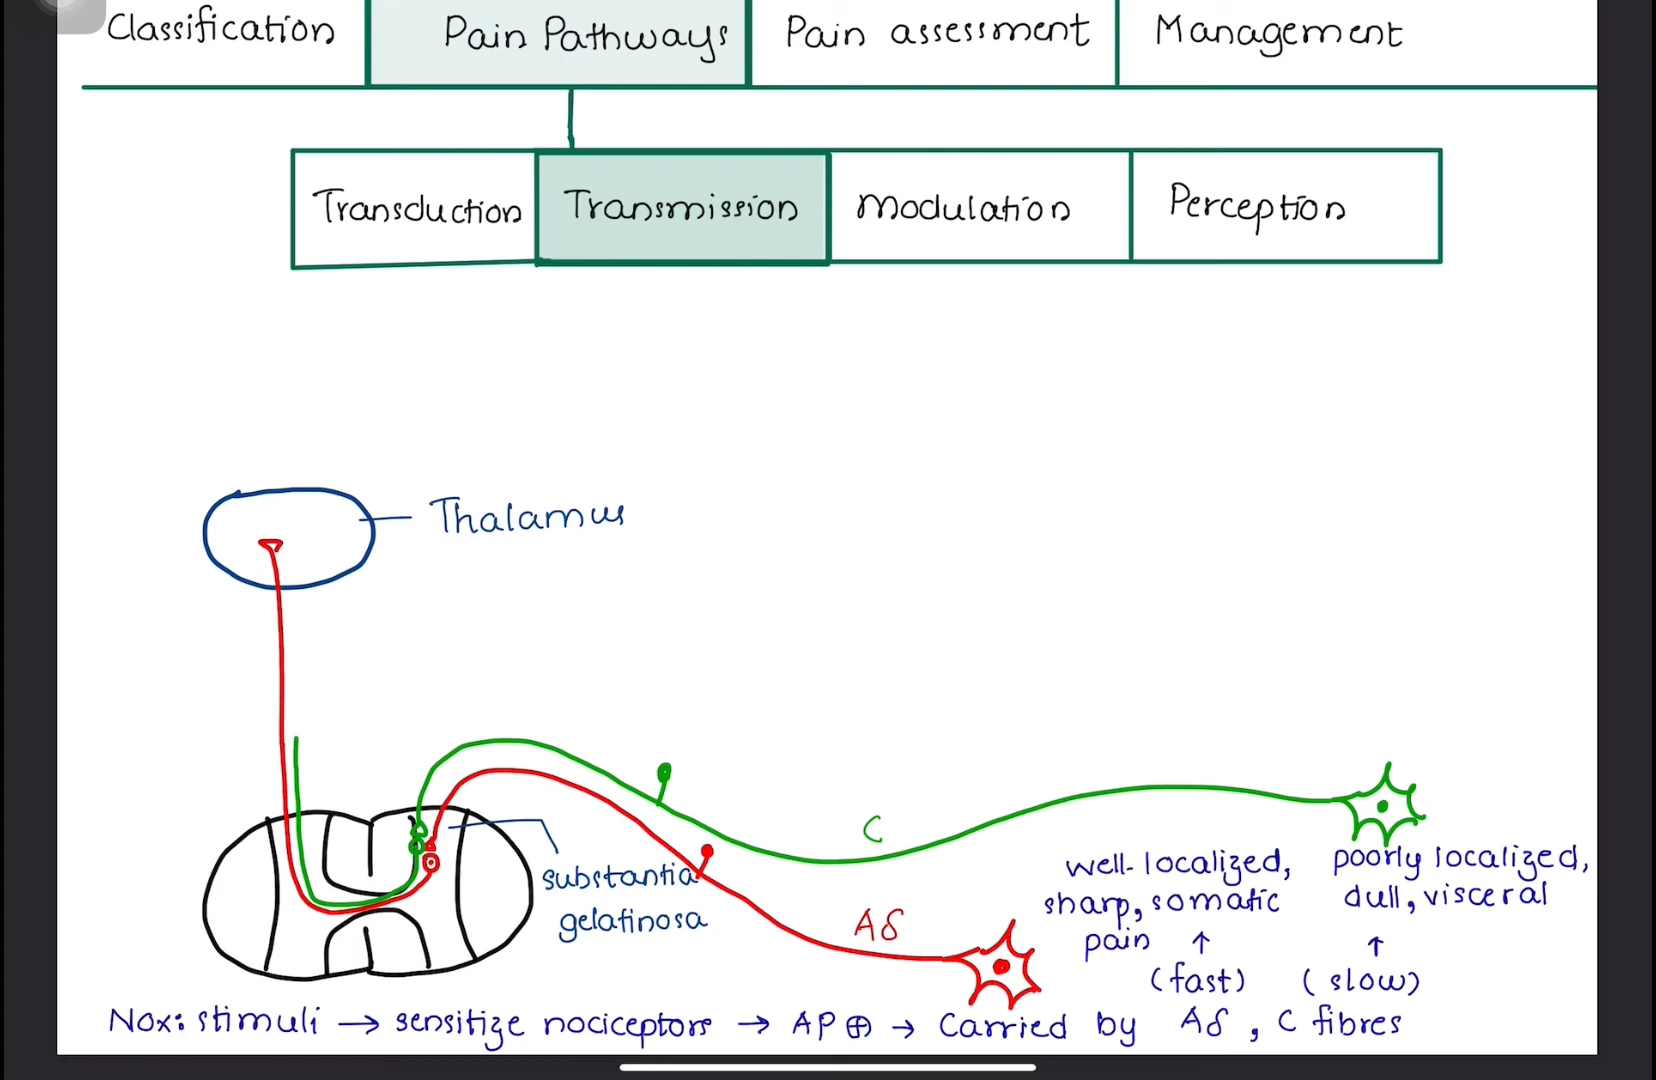 Classification Pain Pathways Pain assessment Management
Transduction Transmission Modulation Perception
Thalamus
C
substantia
gelatinosa
Aδ
well-localized,
sharp, somatic
pain ↑
(fast)
poorly localized,
dull, visceral
↑
(slow)
Nox: stimuli → sensitize nociceptors → AP ⊕ → Carried by Aδ, C fibres